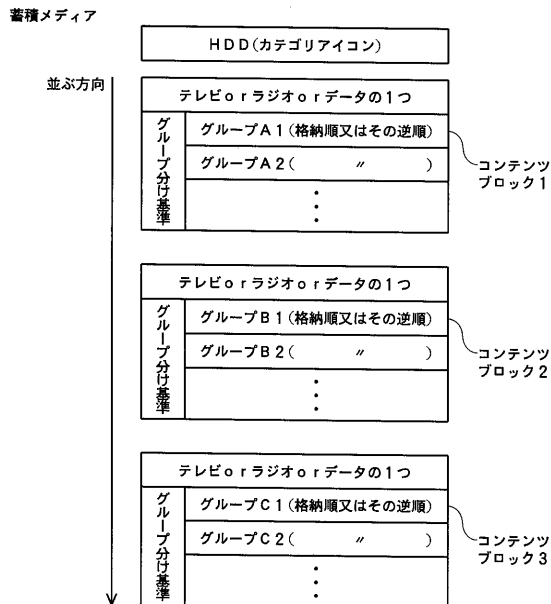 蓄積メディア
HDD(カテゴリアイコン)
並ぶ方向
テレビorラジオorデータの1つ
グループ分け基準
グループA1(格納順又はその逆順)
グループA2( 〃 )
コンテンツ
ブロック1
テレビorラジオorデータの1つ
グループ分け基準
グループB1(格納順又はその逆順)
グループB2( 〃 )
コンテンツ
ブロック2
テレビorラジオorデータの1つ
グループ分け基準
グループC1(格納順又はその逆順)
グループC2( 〃 )
コンテンツ
ブロック3